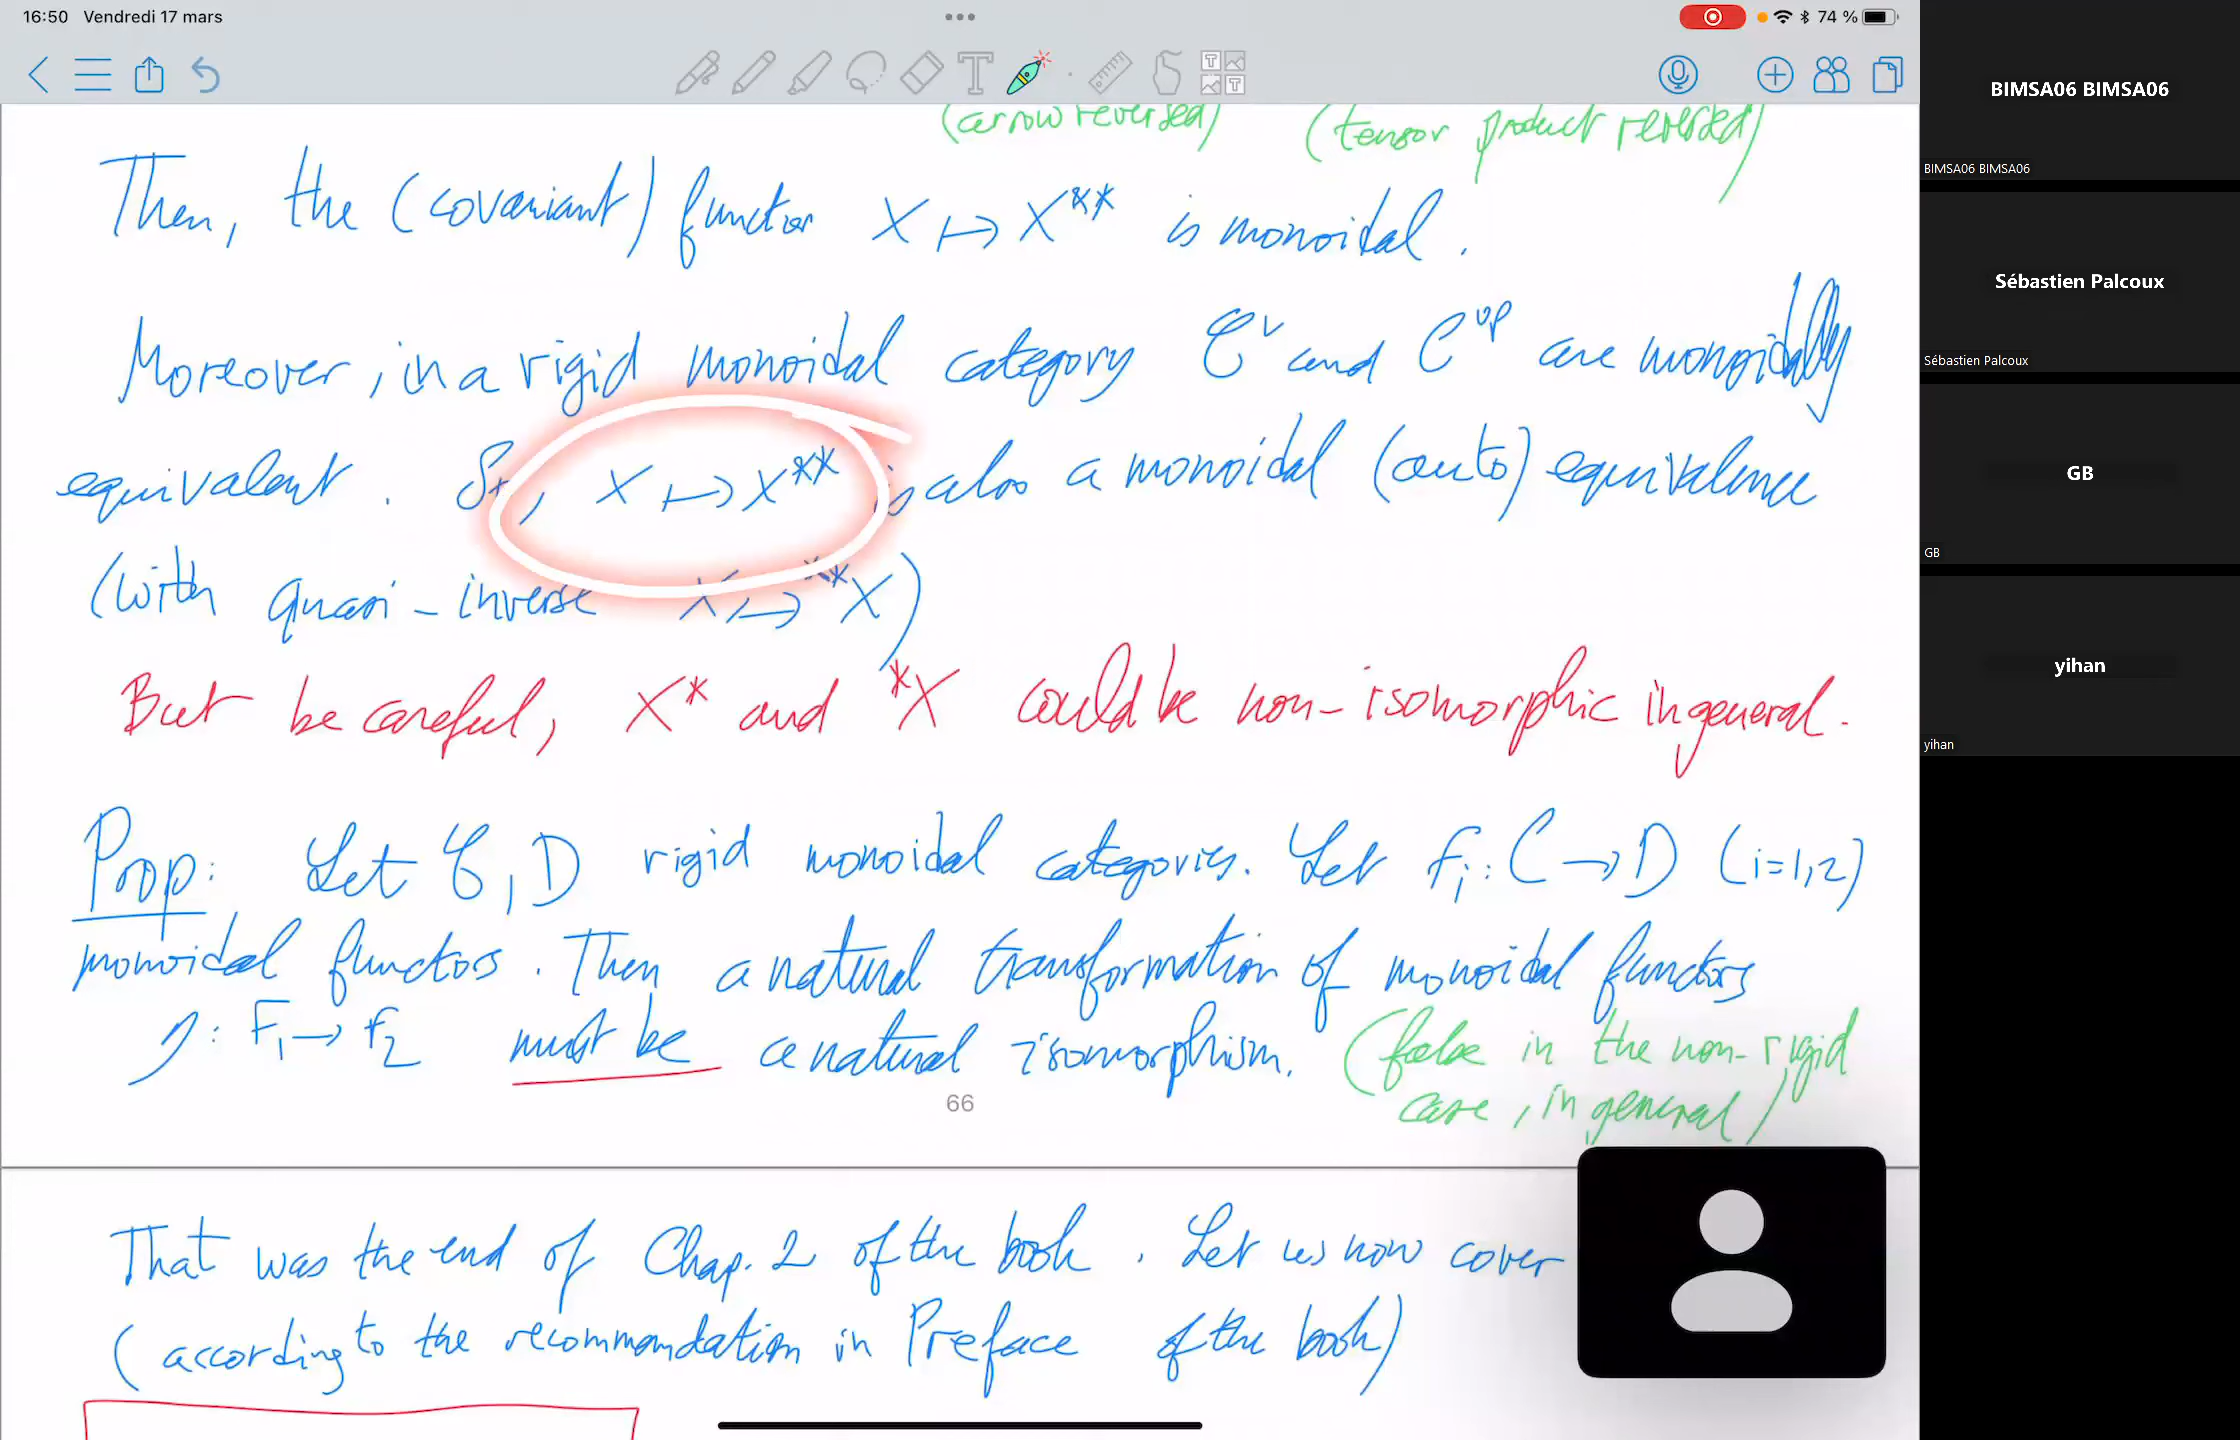 16:50 Vendredi 17 mars
74 %
(arrow reversed) (tensor product reversed)
Then, the (covariant) functor X ↦ X** is monoidal.
Moreover, in a rigid monoidal category C^v and C^op are monoidally
equivalent. So, X ↦ X** is also a monoidal (auto) equivalence
(with quasi-inverse X ↦ **X)
But be careful, X* and *X could be non-isomorphic in general.
Prop: Let C, D rigid monoidal categories. Let F_i: C → D (i=1,2)
monoidal functors. Then a natural transformation of monoidal functors
η: F_1 → F_2 must be a natural isomorphism. (false in the non-rigid
case, in general)
66
That was the end of Chap. 2 of the book. Let us now cover
(according to the recommandation in Preface of the book)
BIMSA06 BIMSA06
BIMSA06 BIMSA06
Sébastien Palcoux
Sébastien Palcoux
GB
GB
yihan
yihan